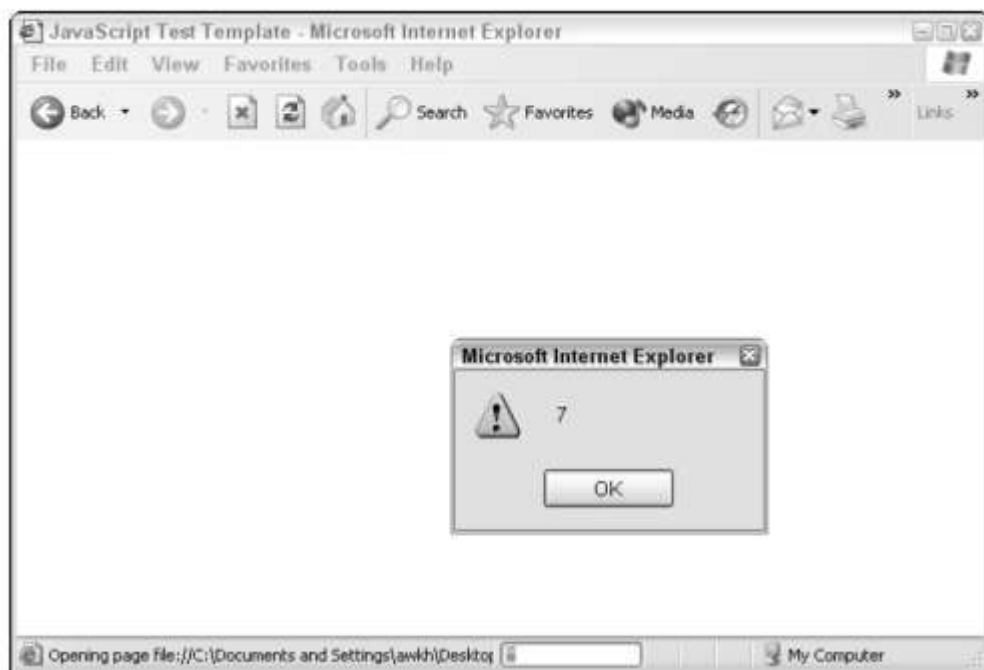 JavaScript Test Template - Microsoft Internet Explorer
File Edit View Favorites Tools Help
Back Search Favorites Media » Links »
Microsoft Internet Explorer
7
OK
Opening page file://C:\Documents and Settings\awkh\Desktop My Computer